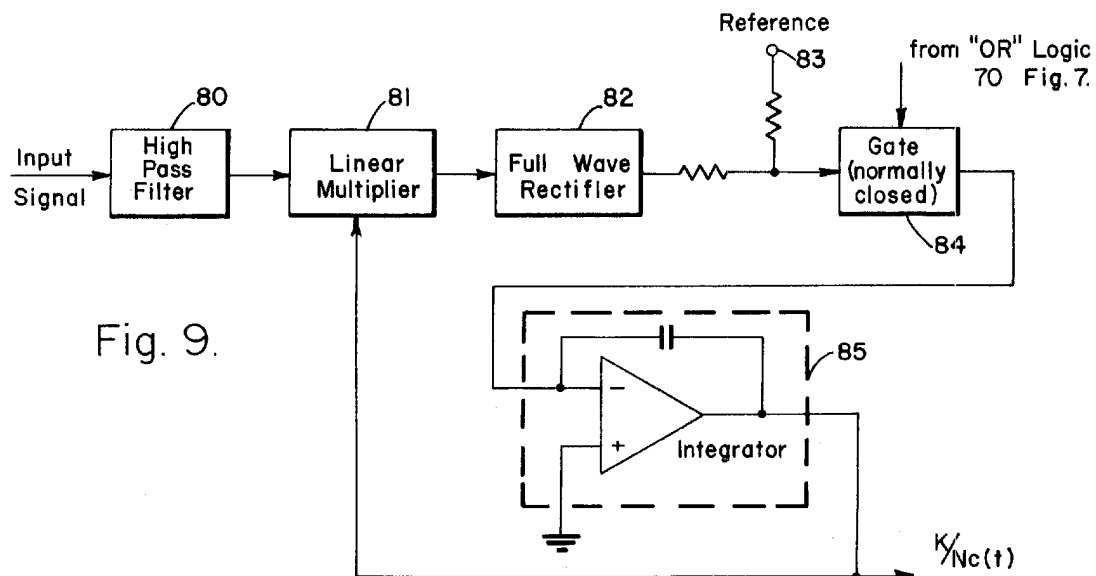 Reference
83
from "OR" Logic
70 Fig. 7.
80
High
Pass
Filter
81
Linear
Multiplier
82
Full Wave
Rectifier
Gate
(normally
closed)
84
Input
Signal
Fig. 9.
85
−
+
Integrator
K/Nc(t)